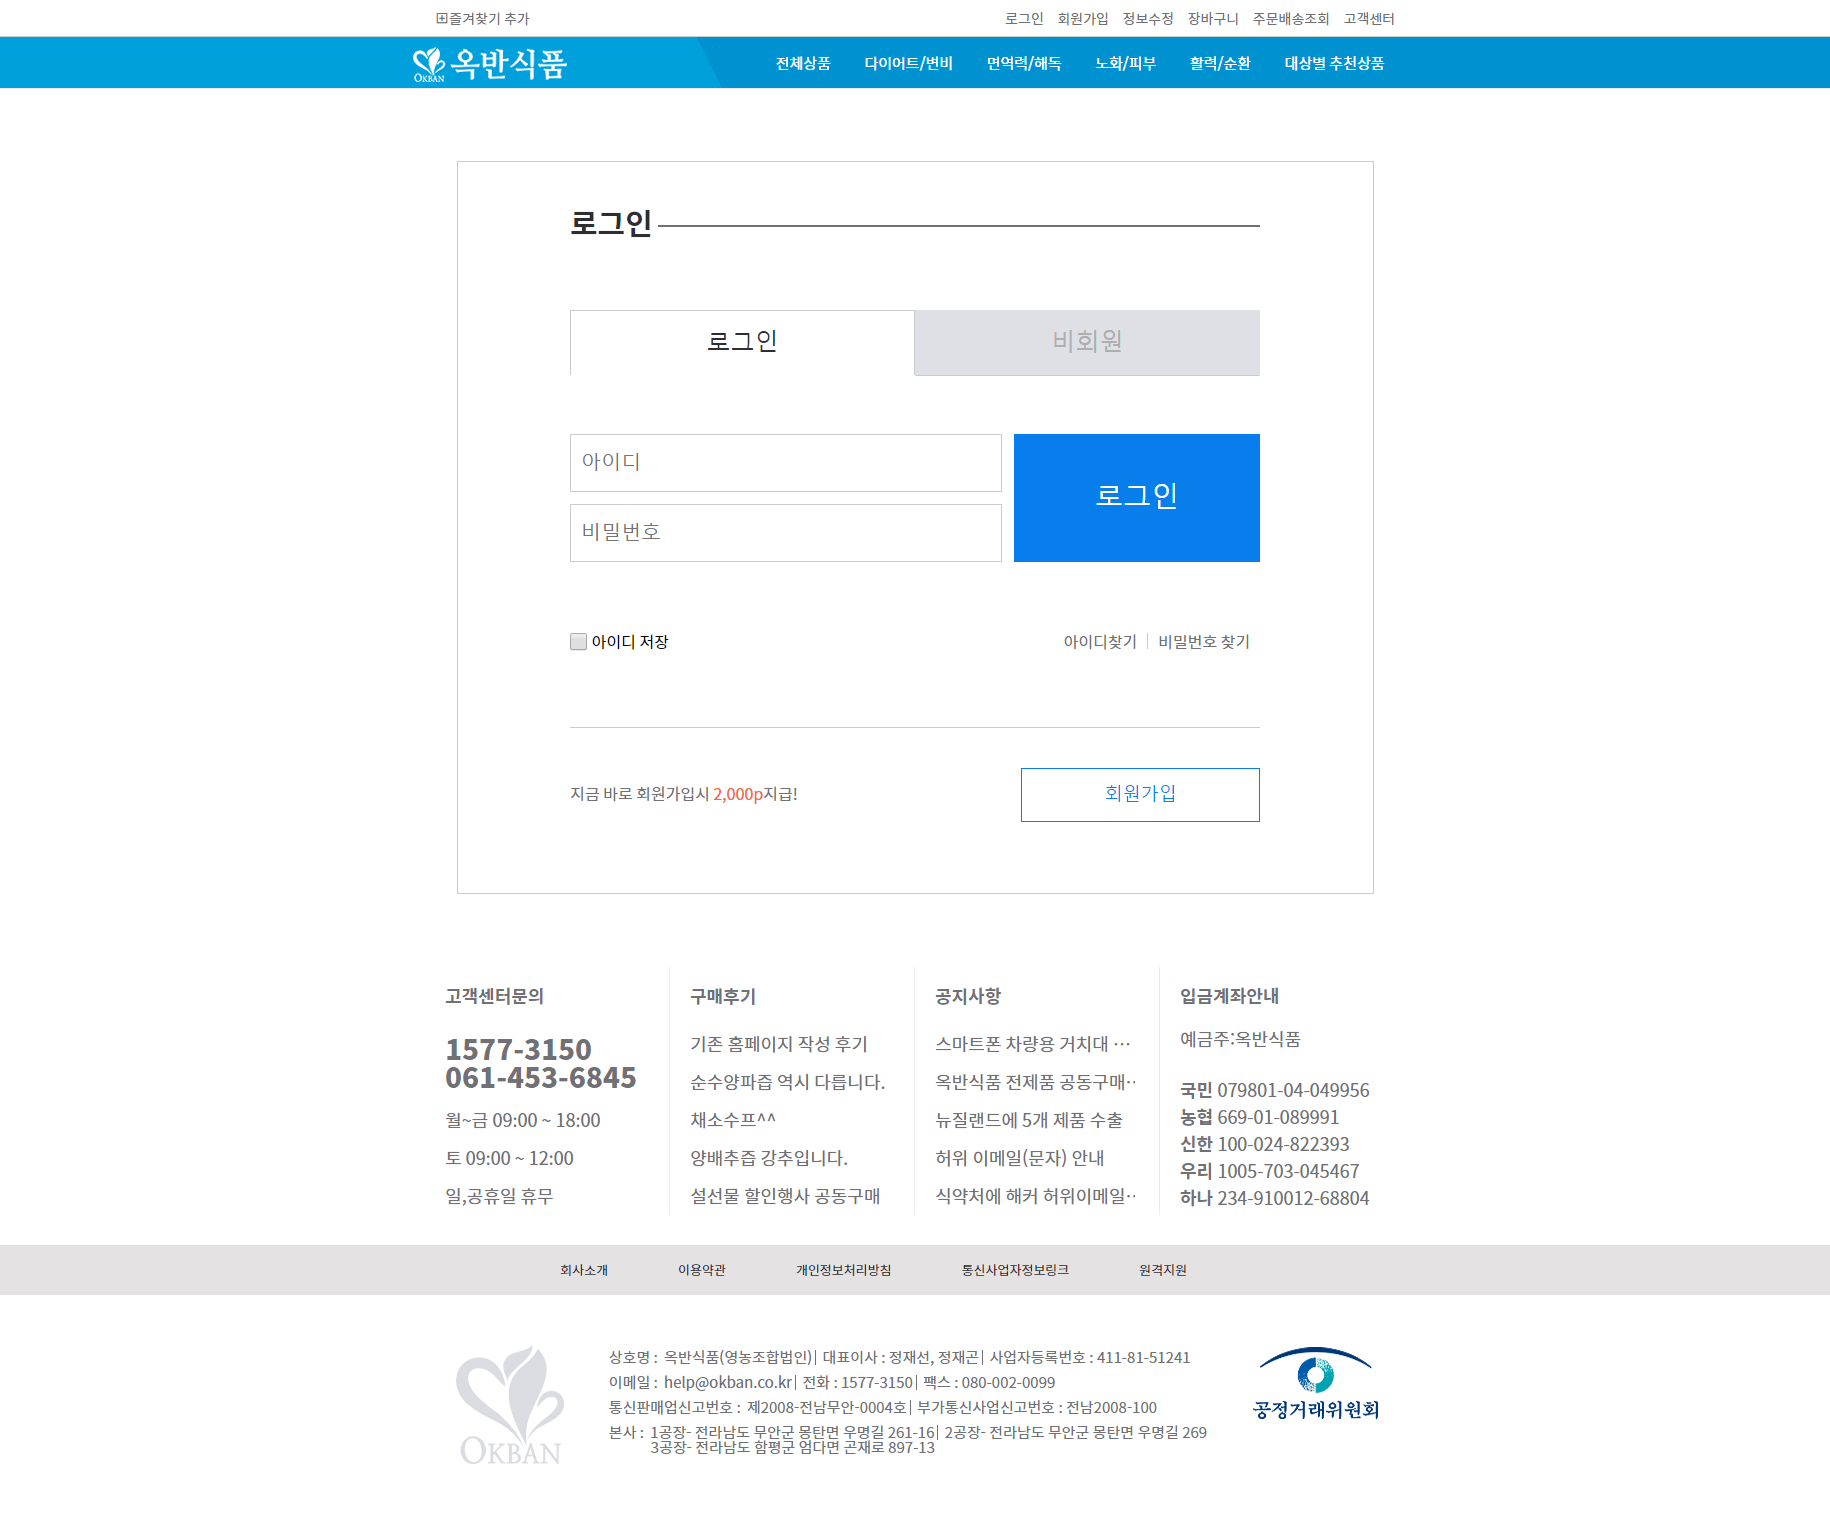 즐겨찾기 추가
로그인 회원가입 정보수정 장바구니 주문배송조회 고객센터
OKBAN 옥반식품
전체상품 다이어트/변비 면역력/해독 노화/피부 활력/순환 대상별 추천상품
로그인
로그인 비회원
아이디
비밀번호
로그인
아이디 저장
아이디찾기 비밀번호 찾기
지금 바로 회원가입시 2,000p지급!
회원가입
고객센터문의
1577-3150
061-453-6845
월~금 09:00 ~ 18:00
토 09:00 ~ 12:00
일,공휴일 휴무
구매후기
기존 홈페이지 작성 후기
순수양파즙 역시 다릅니다.
채소수프^^
양배추즙 강추입니다.
설선물 할인행사 공동구매
공지사항
스마트폰 차량용 거치대 …
옥반식품 전제품 공동구매…
뉴질랜드에 5개 제품 수출
허위 이메일(문자) 안내
식약처에 해커 허위이메일…
입금계좌안내
예금주:옥반식품
국민 079801-04-049956
농협 669-01-089991
신한 100-024-822393
우리 1005-703-045467
하나 234-910012-68804
회사소개 이용약관 개인정보처리방침 통신사업자정보링크 원격지원
OKBAN
상호명 : 옥반식품(영농조합법인)| 대표이사 : 정재선, 정재곤| 사업자등록번호 : 411-81-51241
이메일 : help@okban.co.kr| 전화 : 1577-3150| 팩스 : 080-002-0099
통신판매업신고번호 : 제2008-전남무안-0004호| 부가통신사업신고번호 : 전남2008-100
본사 : 1공장- 전라남도 무안군 몽탄면 우명길 261-16| 2공장- 전라남도 무안군 몽탄면 우명길 269
3공장- 전라남도 함평군 엄다면 곤재로 897-13
공정거래위원회